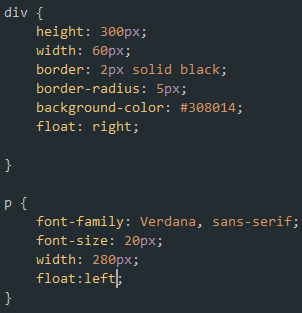 div {
    height: 300px;
    width: 60px;
    border: 2px solid black;
    border-radius: 5px;
    background-color: #308014;
    float: right;

}

p {
    font-family: Verdana, sans-serif;
    font-size: 20px;
    width: 280px;
    float:left;
}